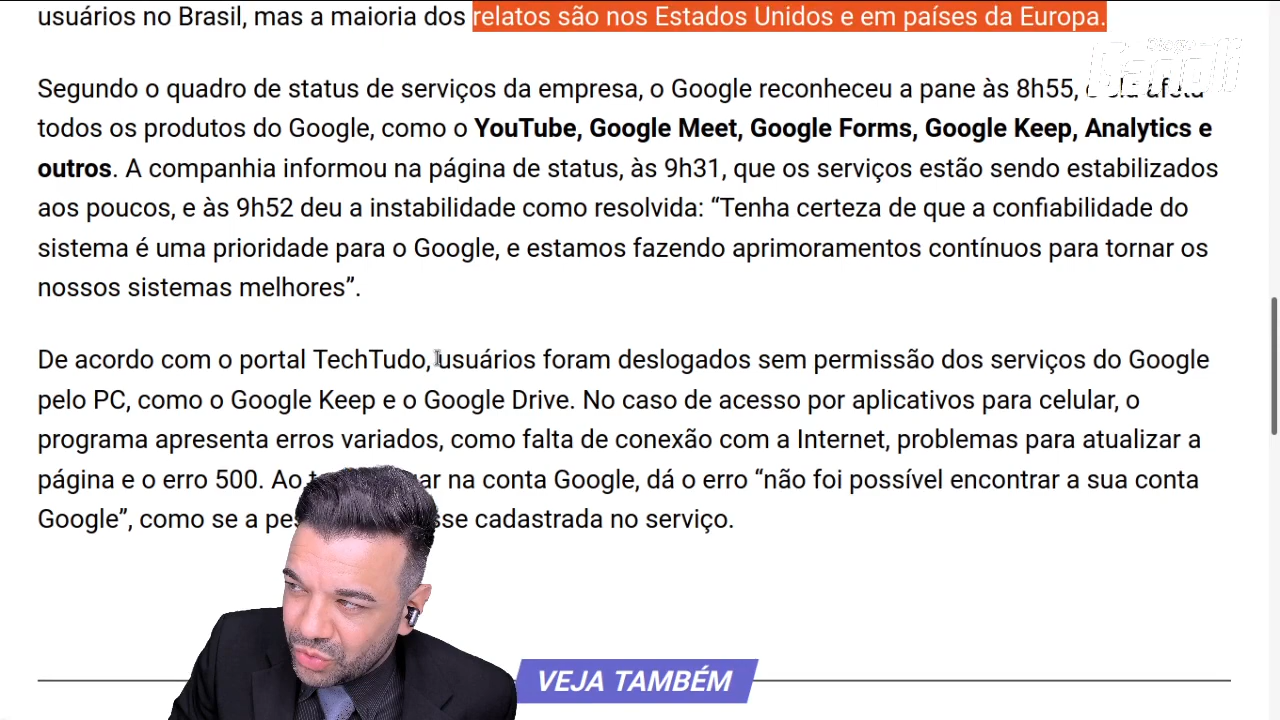 usuários no Brasil, mas a maioria dos relatos são nos Estados Unidos e em países da Europa.
Segundo o quadro de status de serviços da empresa, o Google reconheceu a pane às 8h55,
todos os produtos do Google, como o YouTube, Google Meet, Google Forms, Google Keep, Analytics e
outros. A companhia informou na página de status, às 9h31, que os serviços estão sendo estabilizados
aos poucos, e às 9h52 deu a instabilidade como resolvida: “Tenha certeza de que a confiabilidade do
sistema é uma prioridade para o Google, e estamos fazendo aprimoramentos contínuos para tornar os
nossos sistemas melhores”.
De acordo com o portal TechTudo, usuários foram deslogados sem permissão dos serviços do Google
pelo PC, como o Google Keep e o Google Drive. No caso de acesso por aplicativos para celular, o
programa apresenta erros variados, como falta de conexão com a Internet, problemas para atualizar a
página e o erro 500. Ao na conta Google, dá o erro “não foi possível encontrar a sua conta
Google”, como se a cadastrada no serviço.
VEJA TAMBÉM